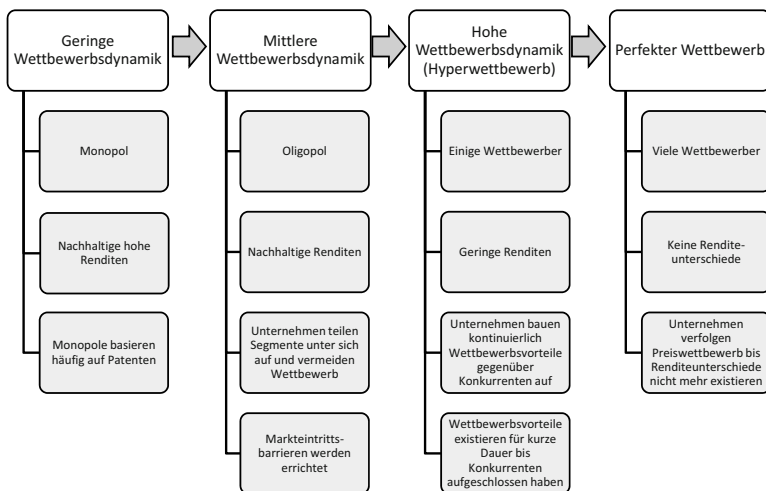 Geringe
Wettbewerbsdynamik
Monopol
Nachhaltige hohe
Renditen
Monopole basieren
häufig auf Patenten
Mittlere
Wettbewerbsdynamik
Oligopol
Nachhaltige Renditen
Unternehmen teilen
Segmente unter sich
auf und vermeiden
Wettbewerb
Markteintritts-
barrieren werden
errichtet
Hohe
Wettbewerbsdynamik
(Hyperwettbewerb)
Einige Wettbewerber
Geringe Renditen
Unternehmen bauen
kontinuierlich
Wettbewerbsvorteile
gegenüber
Konkurrenten auf
Wettbewerbsvorteile
existieren für kurze
Dauer bis
Konkurrenten
aufgeschlossen haben
Perfekter Wettbewerb
Viele Wettbewerber
Keine Rendite-
unterschiede
Unternehmen
verfolgen
Preiswettbewerb bis
Renditeunterschiede
nicht mehr existieren